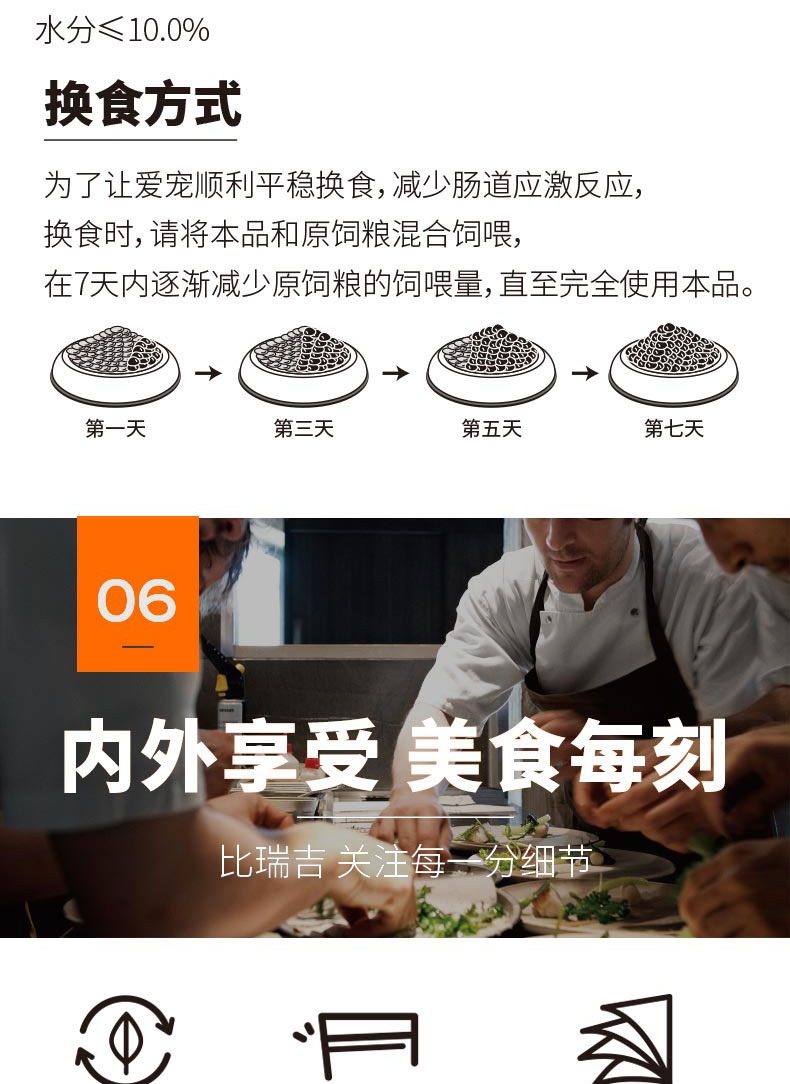 水分≤10.0%
换食方式
为了让爱宠顺利平稳换食，减少肠道应激反应，
换食时，请将本品和原饲粮混合饲喂，
在7天内逐渐减少原饲粮的饲喂量，直至完全使用本品。
第一天
第三天
第五天
第七天
06
内外享受 美食每刻
比瑞吉 关注每一分细节